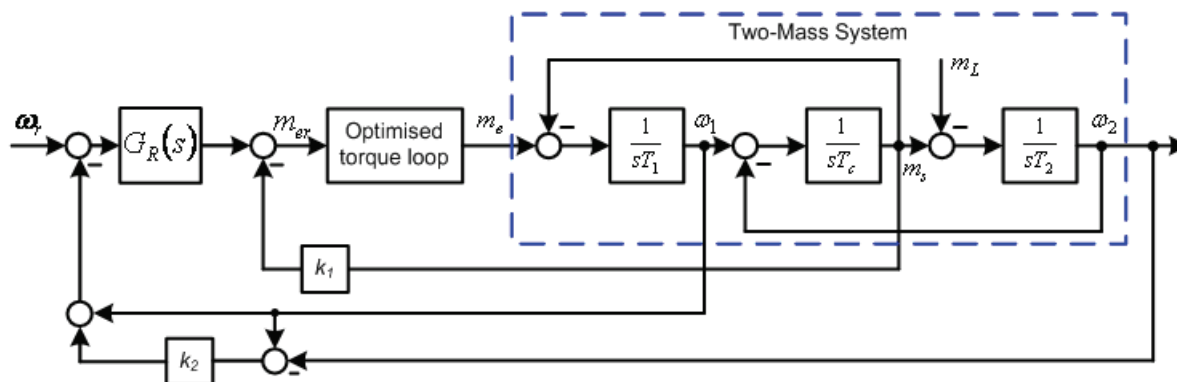 Two-Mass System
m_L
ω_r
G_R(s)
m_er
Optimised
torque loop
m_e
1
sT_1
ω_1
1
sT_c
m_s
1
sT_2
ω_2
k_1
k_2